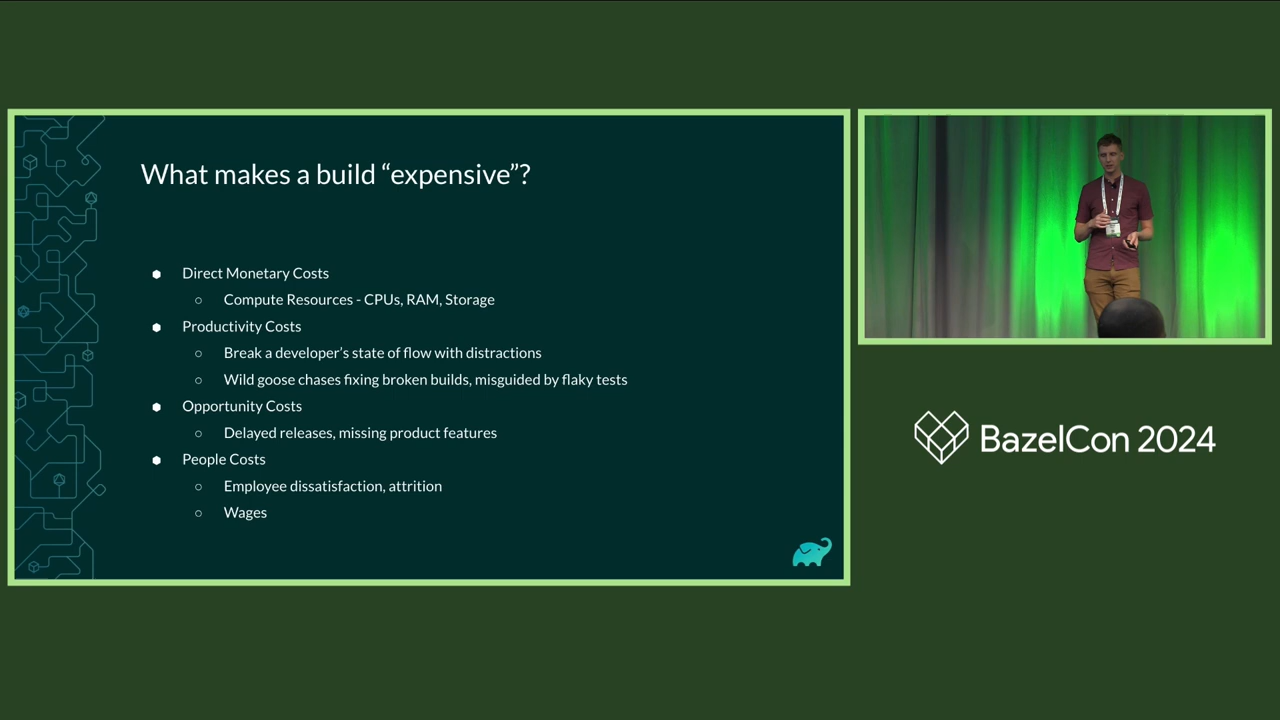 What makes a build “expensive”?
Direct Monetary Costs
Compute Resources - CPUs, RAM, Storage
Productivity Costs
Break a developer’s state of flow with distractions
Wild goose chases fixing broken builds, misguided by flaky tests
Opportunity Costs
Delayed releases, missing product features
People Costs
Employee dissatisfaction, attrition
Wages
BazelCon 2024